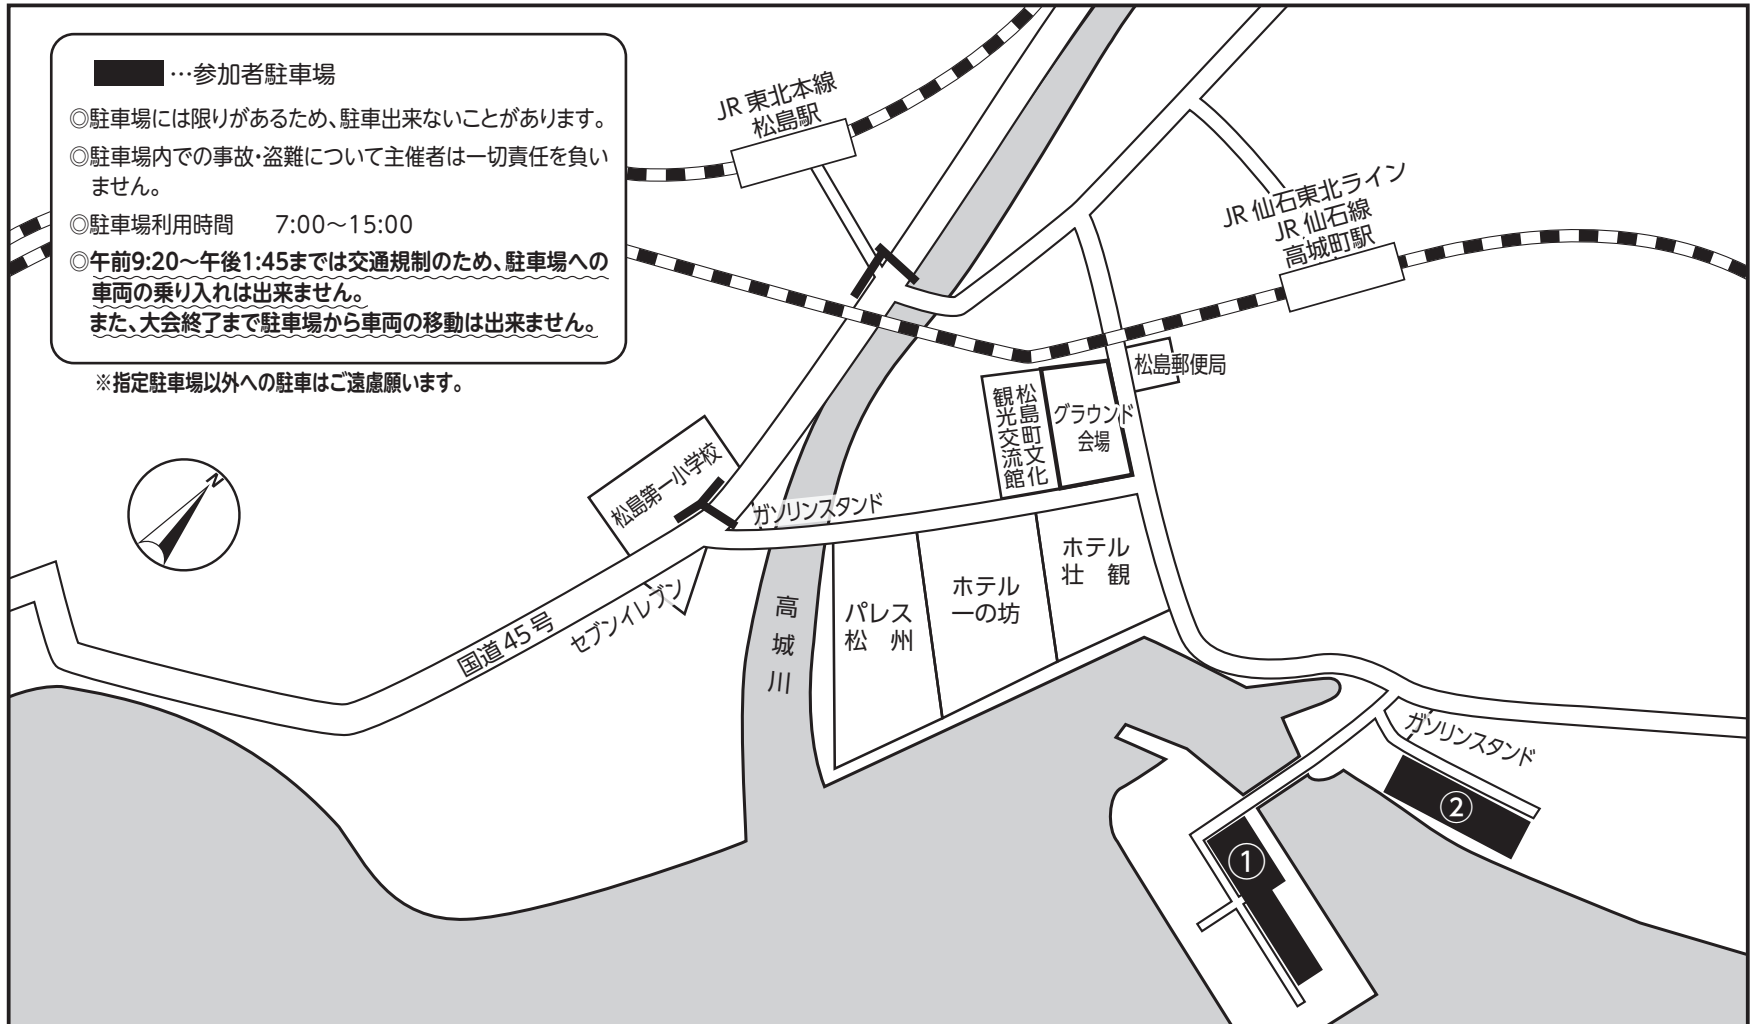 …参加者駐車場
◎駐車場には限りがあるため、駐車出来ないことがあります。
◎駐車場内での事故・盗難について主催者は一切責任を負い
ません。
◎駐車場利用時間　7:00～15:00
◎午前9:20～午後1:45までは交通規制のため、駐車場への
車両の乗り入れは出来ません。
また、大会終了まで駐車場から車両の移動は出来ません。
※指定駐車場以外への駐車はご遠慮願います。
JR 東北本線
松島駅
JR 仙石東北ライン
JR 仙石線
高城町駅
松島郵便局
松島町文化
観光交流館
グラウンド
会場
N
松島第一小学校
ガソリンスタンド
セブンイレブン
国道45号
高城川
パレス
松　州
ホテル
一の坊
ホテル
壮　観
ガソリンスタンド
②
①